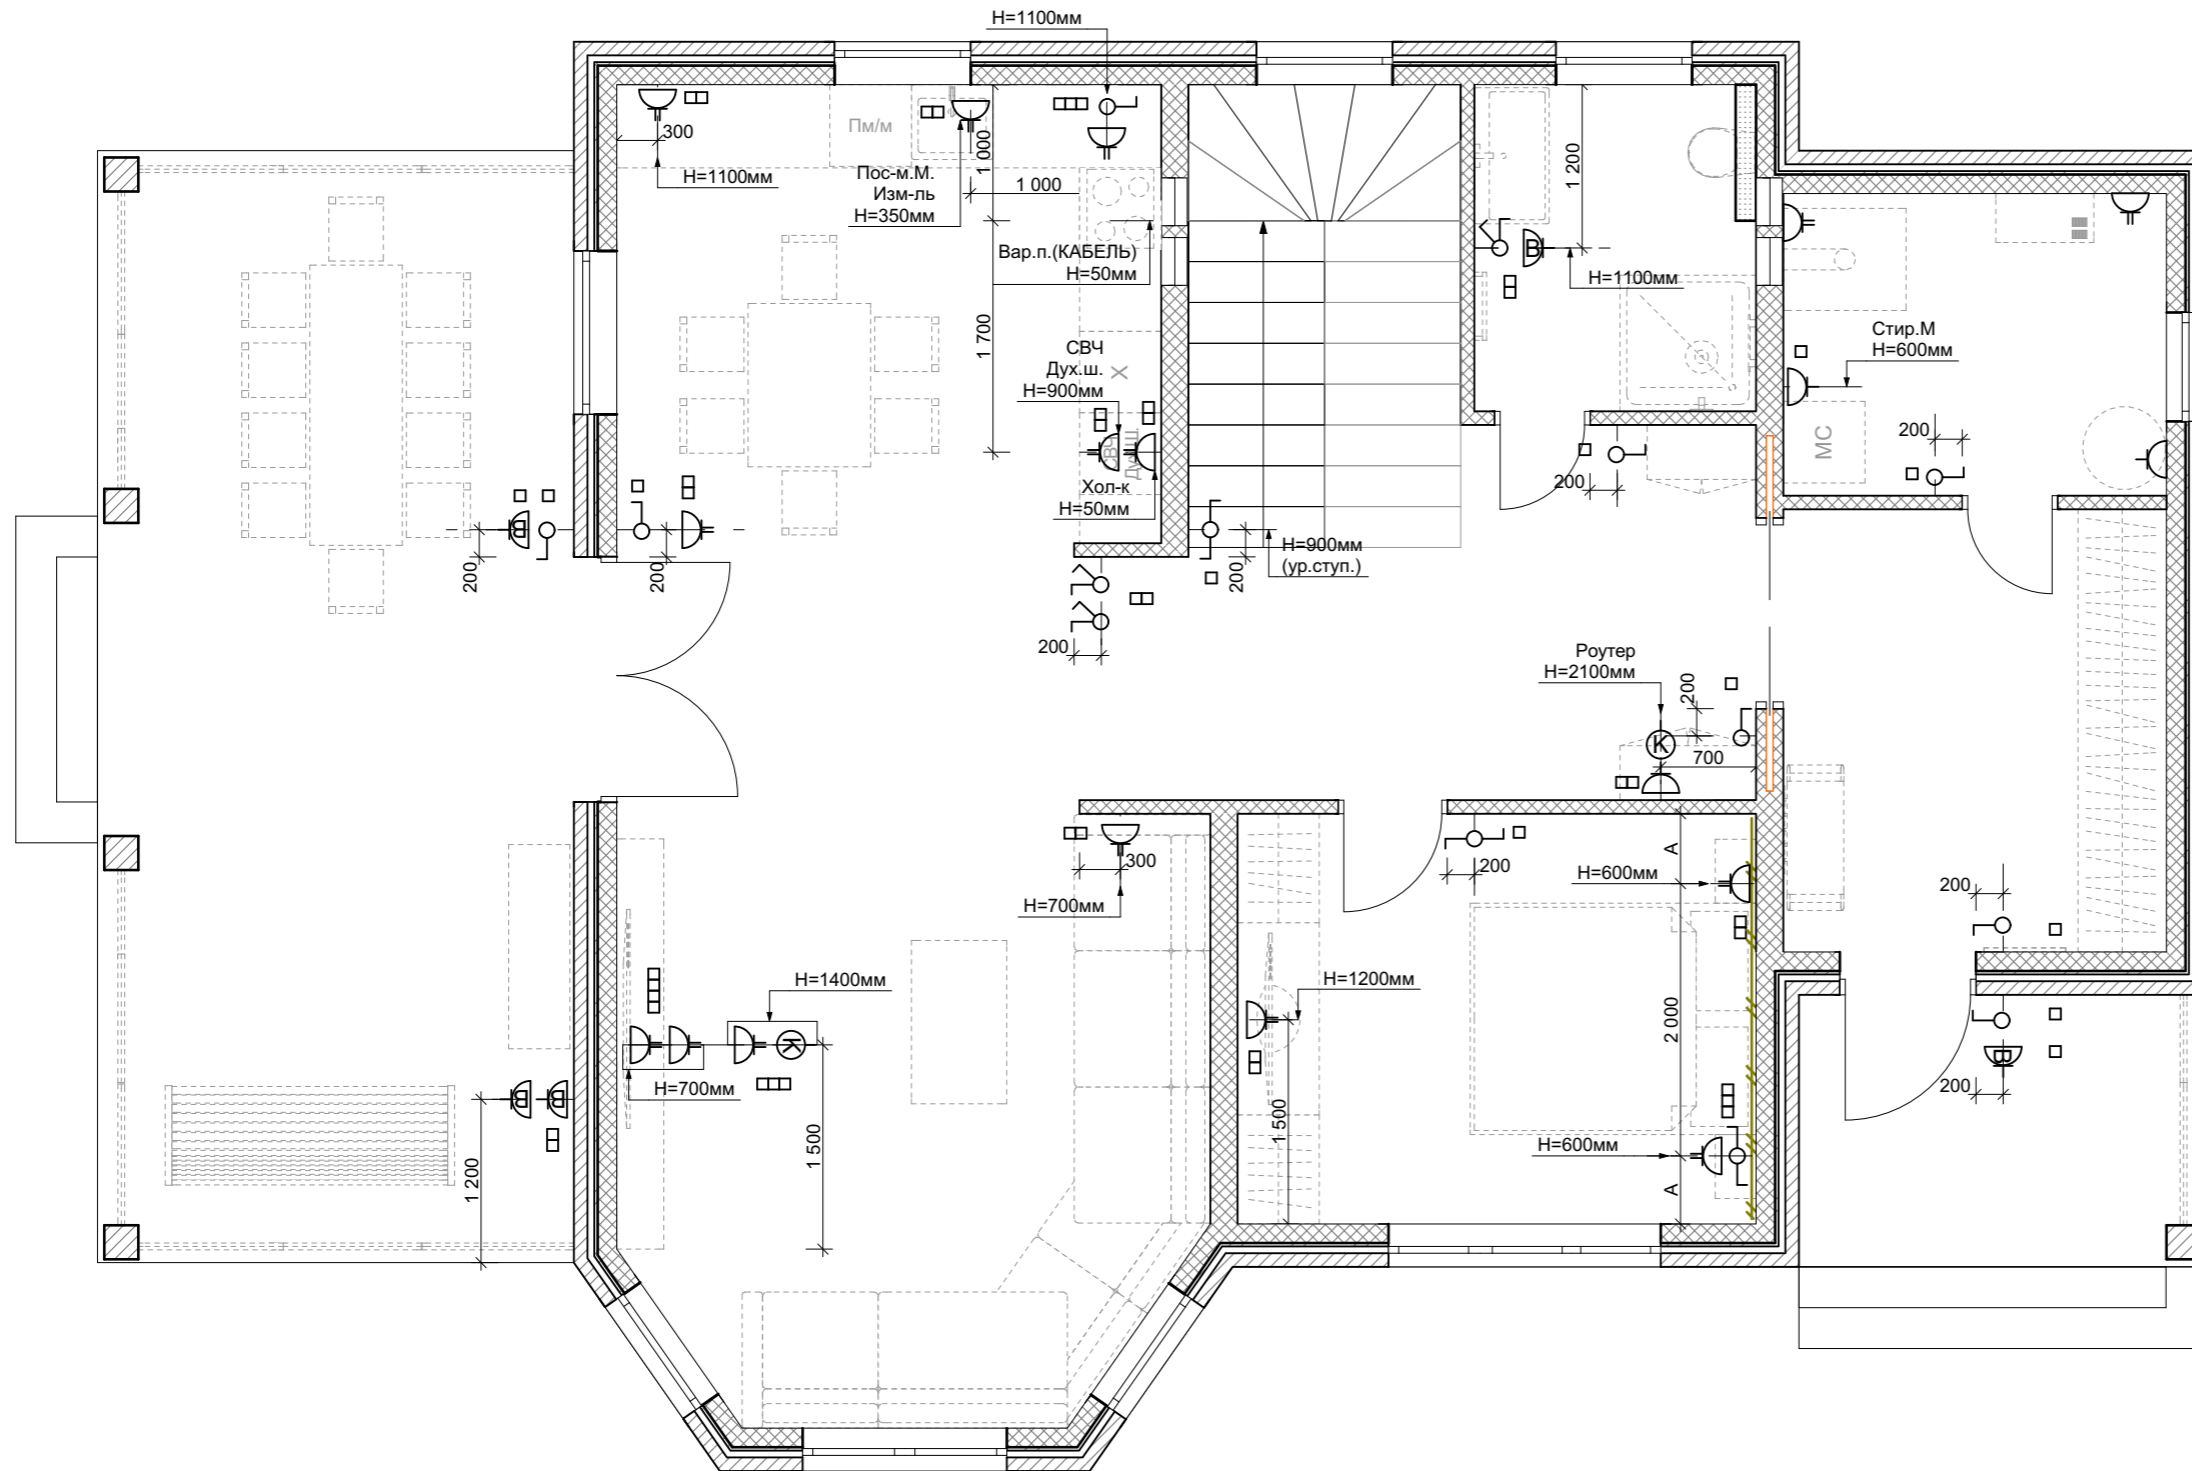 H=1100мм
Пм/м
300
H=1100мм
Пос-м.М.
Изм-ль
H=350мм
1 000
1 000
Вар.п.(КАБЕЛЬ)
H=50мм
1 700
СВЧ
Дух.ш.
H=900мм
X
СВЧ
Дух.ш.
Хол-к
H=50мм
1 200
B
H=1100мм
Стир.М
H=600мм
МС
200
200
B
200
200
200
H=900мм
(ур.ступ.)
200
Роутер
H=2100мм
200
K
700
300
H=700мм
200
A
H=600мм
200
H=1400мм
K
H=700мм
H=1200мм
2 000
B
200
B
B
1 200
1 500
1 500
H=600мм
A